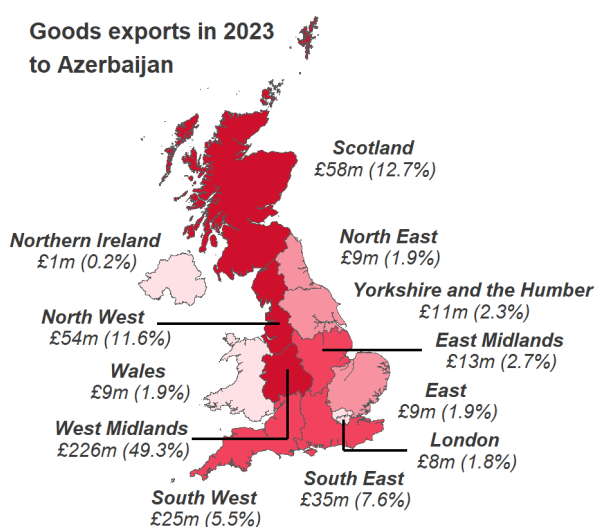 Goods exports in 2023
to Azerbaijan
Scotland
£58m (12.7%)
Northern Ireland
£1m (0.2%)
North East
£9m (1.9%)
Yorkshire and the Humber
£11m (2.3%)
North West
£54m (11.6%)
East Midlands
£13m (2.7%)
Wales
£9m (1.9%)
East
£9m (1.9%)
West Midlands
£226m (49.3%)
London
£8m (1.8%)
South East
£35m (7.6%)
South West
£25m (5.5%)